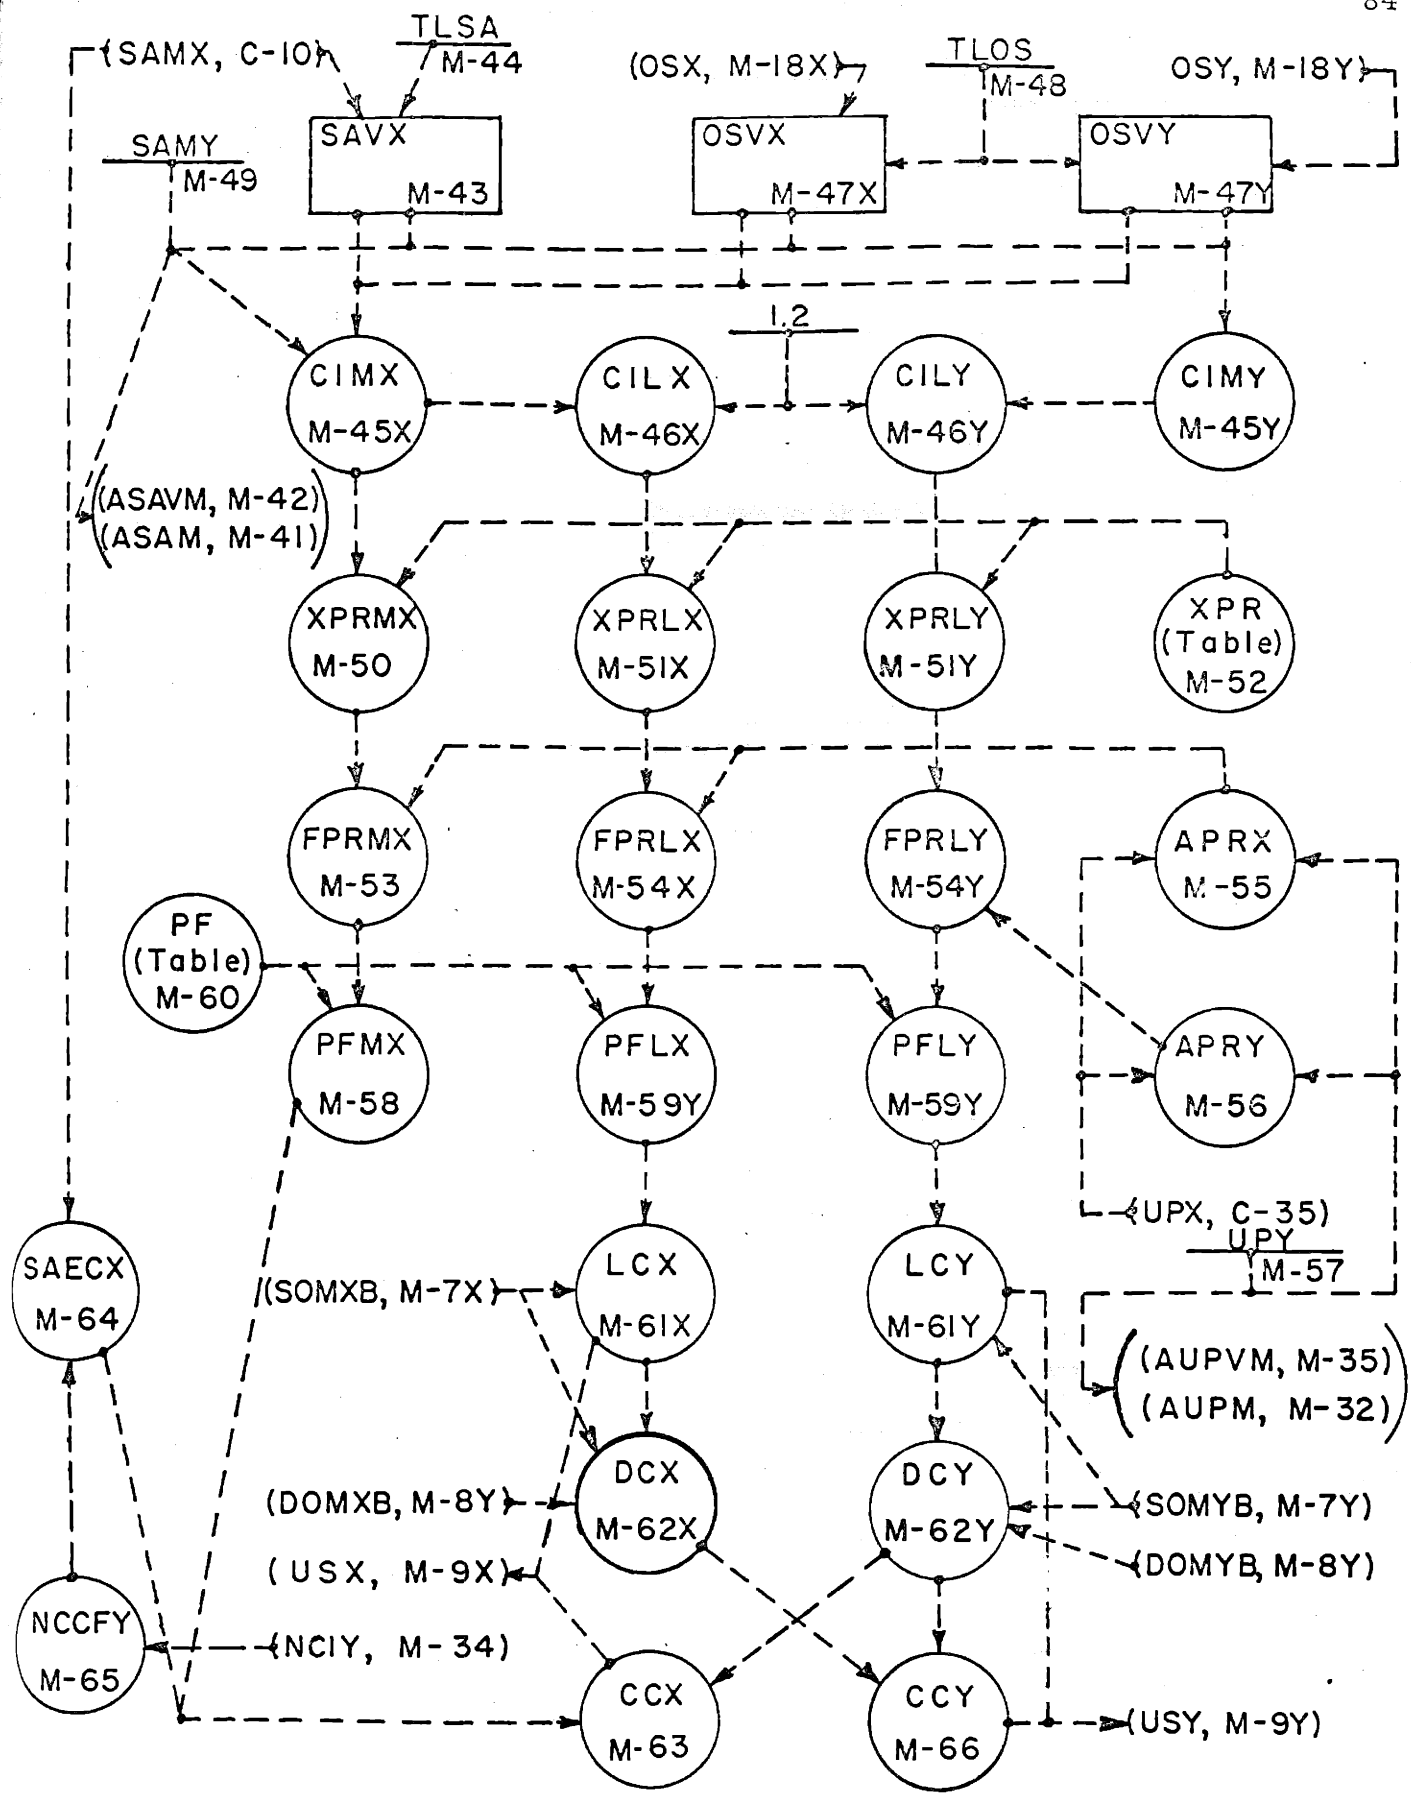 84
TLSA
(SAMX, C-10)
M-44
(OSX, M-18X)
TLOS
M-48
OSY, M-18Y)
SAVX
M-43
OSVX
M-47X
OSVY
M-47Y
SAMY
M-49
1.2
CIMX
M-45X
CILX
M-46X
CILY
M-46Y
CIMY
M-45Y
(ASAVM, M-42)
(ASAM, M-41)
XPRMX
M-50
XPRLX
M-51X
XPRLY
M-51Y
XPR
(Table)
M-52
FPRMX
M-53
FPRLX
M-54X
FPRLY
M-54Y
APRX
M-55
PF
(Table)
M-60
PFMX
M-58
PFLX
M-59Y
PFLY
M-59Y
APRY
M-56
(UPX, C-35)
UPY
M-57
SAECX
M-64
(SOMXB, M-7X)
LCX
M-61X
LCY
M-61Y
(AUPVM, M-35)
(AUPM, M-32)
DCX
M-62X
DCY
M-62Y
(DOMXB, M-8Y)
(SOMYB, M-7Y)
(USX, M-9X)
(DOMYB, M-8Y)
NCCFY
M-65
(NCIY, M-34)
CCX
M-63
CCY
M-66
(USY, M-9Y)